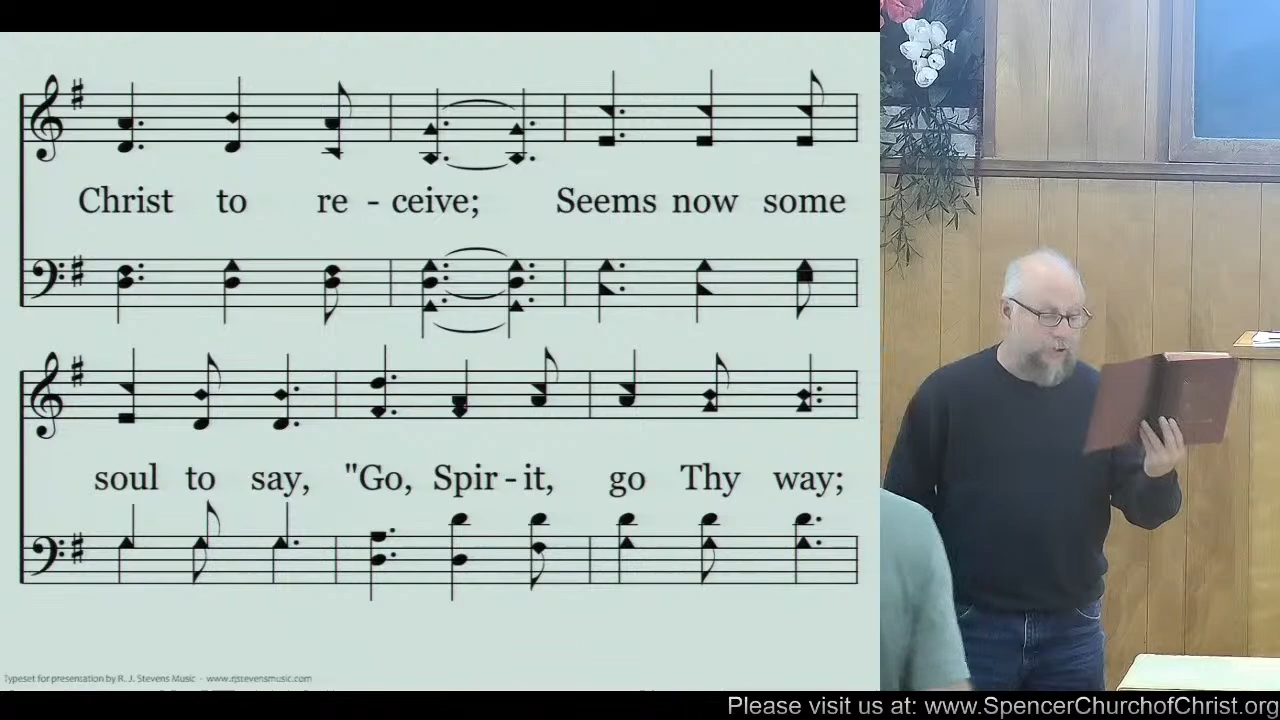 Christ to re - ceive; Seems now some
soul to say, "Go, Spir - it, go Thy way;
Typeset for presentation by R. J. Stevens Music - www.rjstevensmusic.com
Please visit us at: www.SpencerChurchofChrist.org